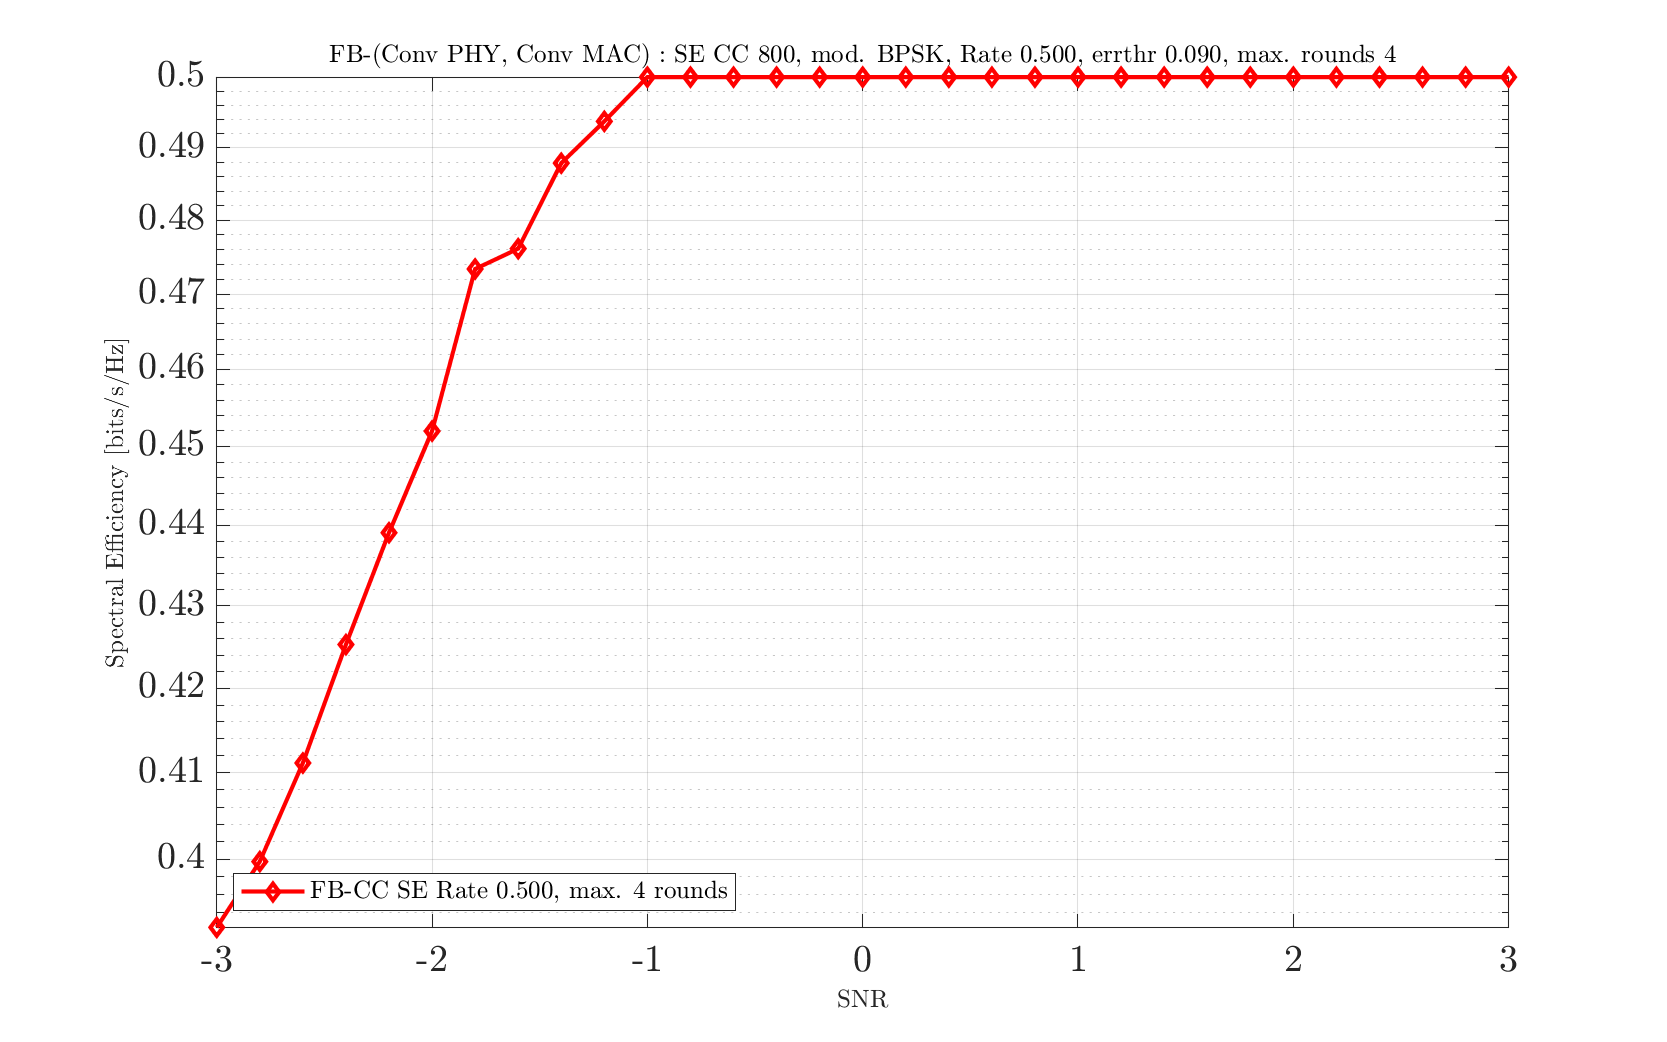 FB-(Conv PHY, Conv MAC) : SE CC 800, mod. BPSK, Rate 0.500, errthr 0.090, max. rounds 4
0.5
0.49
0.48
0.47
0.46
0.45
0.44
0.43
0.42
0.41
0.4
Spectral Efficiency [bits/s/Hz]
FB-CC SE Rate 0.500, max. 4 rounds
-3 -2 -1 0 1 2 3
SNR